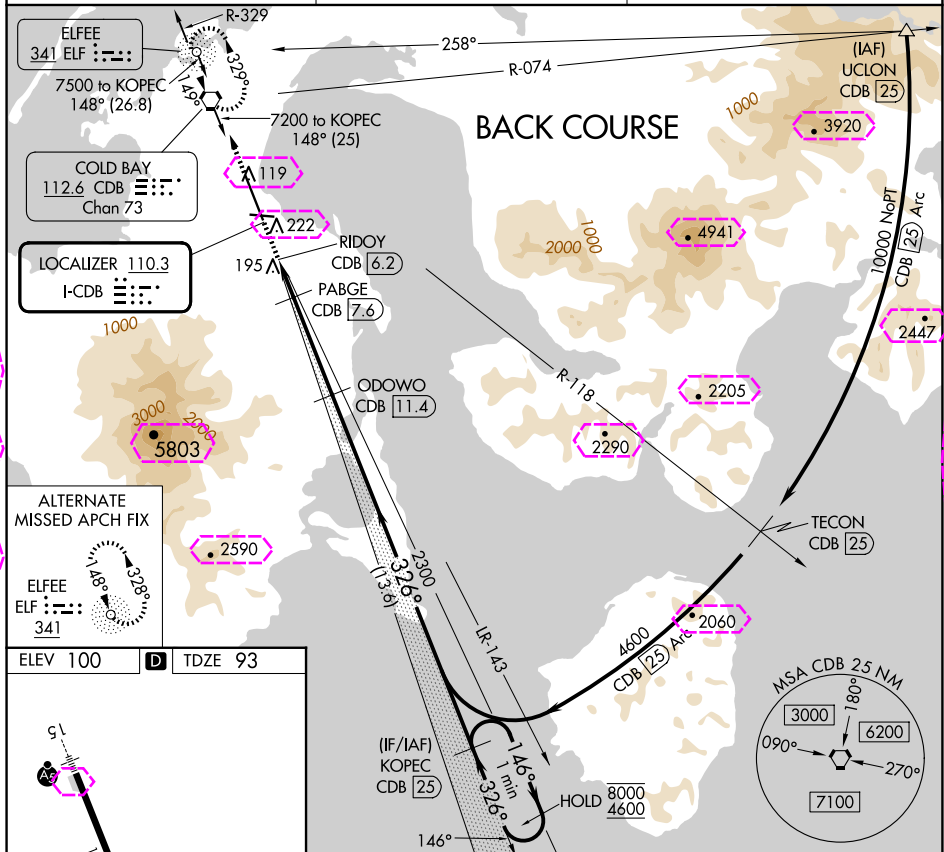 ELFEE
341 ELF
R-329
7500 to KOPEC
148° (26.8)
149°
329°
258°
R-074
(IAF)
UCLON
CDB 25
7200 to KOPEC
148° (25)
BACK COURSE
1000
3920
COLD BAY
112.6 CDB
Chan 73
119
222
LOCALIZER 110.3
I-CDB
RIDOY
CDB 6.2
195
PABGE
CDB 7.6
1000
2000
4941
10000 NoPT
CDB 25 Arc
2447
1000
3000
2000
5803
ODOWO
CDB 11.4
R-118
2205
2290
ALTERNATE
MISSED APCH FIX
ELFEE
ELF
341
148°
328°
2590
TECON
CDB 25
2300
326°
(13.6)
LR-143
2060
4600
CDB 25 Arc
ELEV 100
D
TDZE 93
15
A5
(IF/IAF)
KOPEC
CDB 25
146°
1 min
326°
146°
HOLD
8000
4600
MSA CDB 25 NM
3000
180°
6200
090°
270°
7100